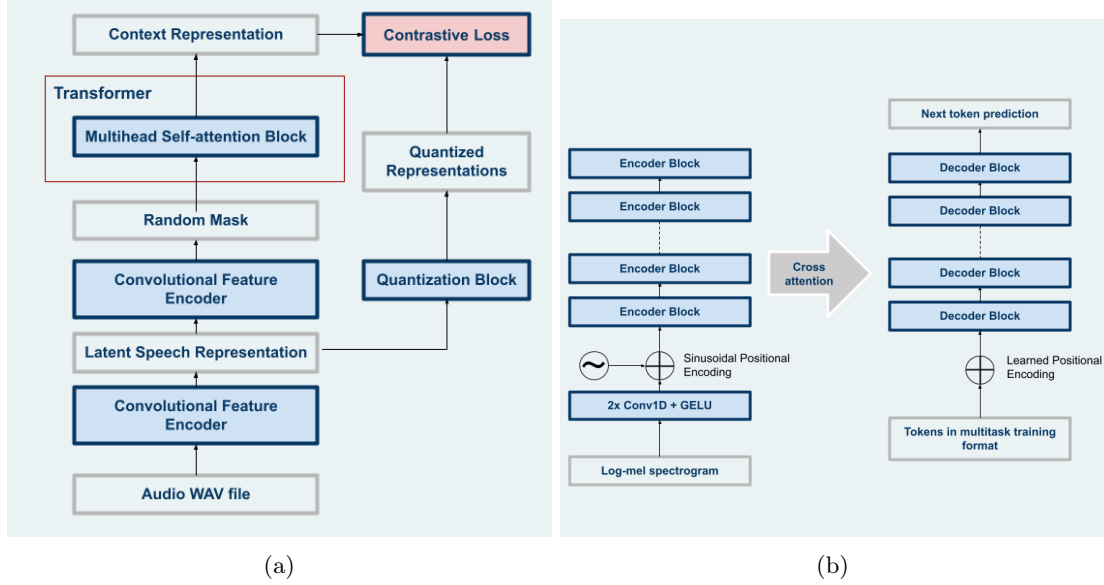 Context Representation
Contrastive Loss
Transformer
Multihead Self-attention Block
Quantized
Representations
Random Mask
Convolutional Feature
Encoder
Quantization Block
Latent Speech Representation
Convolutional Feature
Encoder
Audio WAV file
(a)
Encoder Block
Encoder Block
Encoder Block
Encoder Block
Sinusoidal Positional
Encoding
2x Conv1D + GELU
Log-mel spectrogram
Cross
attention
Next token prediction
Decoder Block
Decoder Block
Decoder Block
Decoder Block
Learned Positional
Encoding
Tokens in multitask training
format
(b)